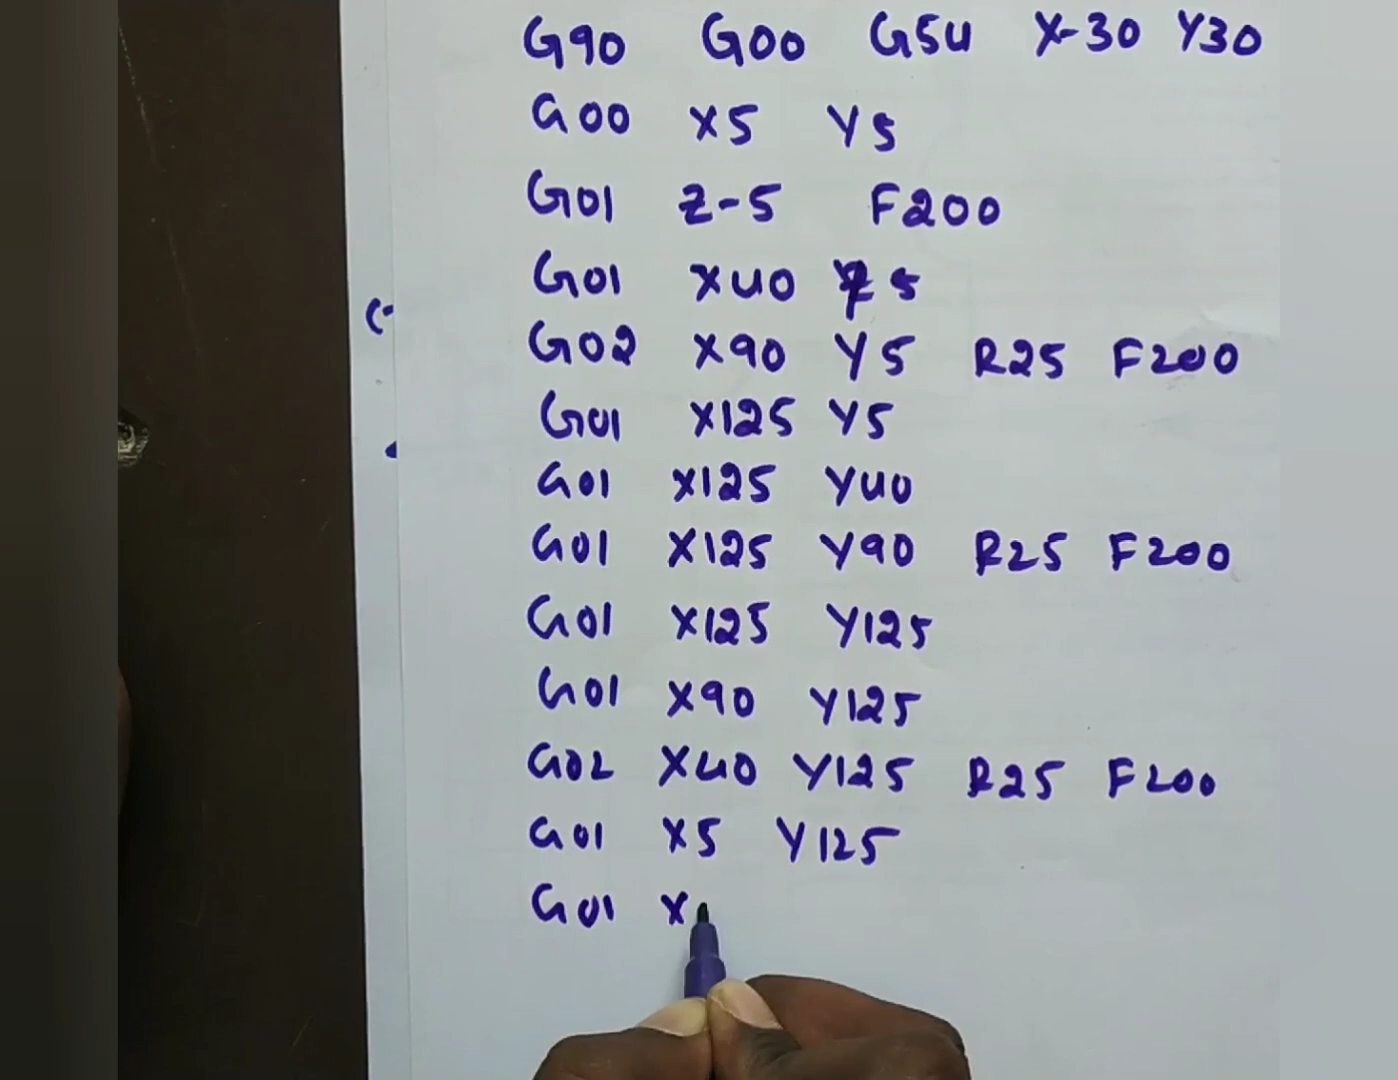 G90 G00 G54 X-30 Y30
G00 X5 Y5
G01 Z-5 F200
G01 X40 Y5
G02 X90 Y5 R25 F200
G01 X125 Y5
G01 X125 Y40
G01 X125 Y90 R25 F200
G01 X125 Y125
G01 X90 Y125
G02 X40 Y125 R25 F200
G01 X5 Y125
G01 X